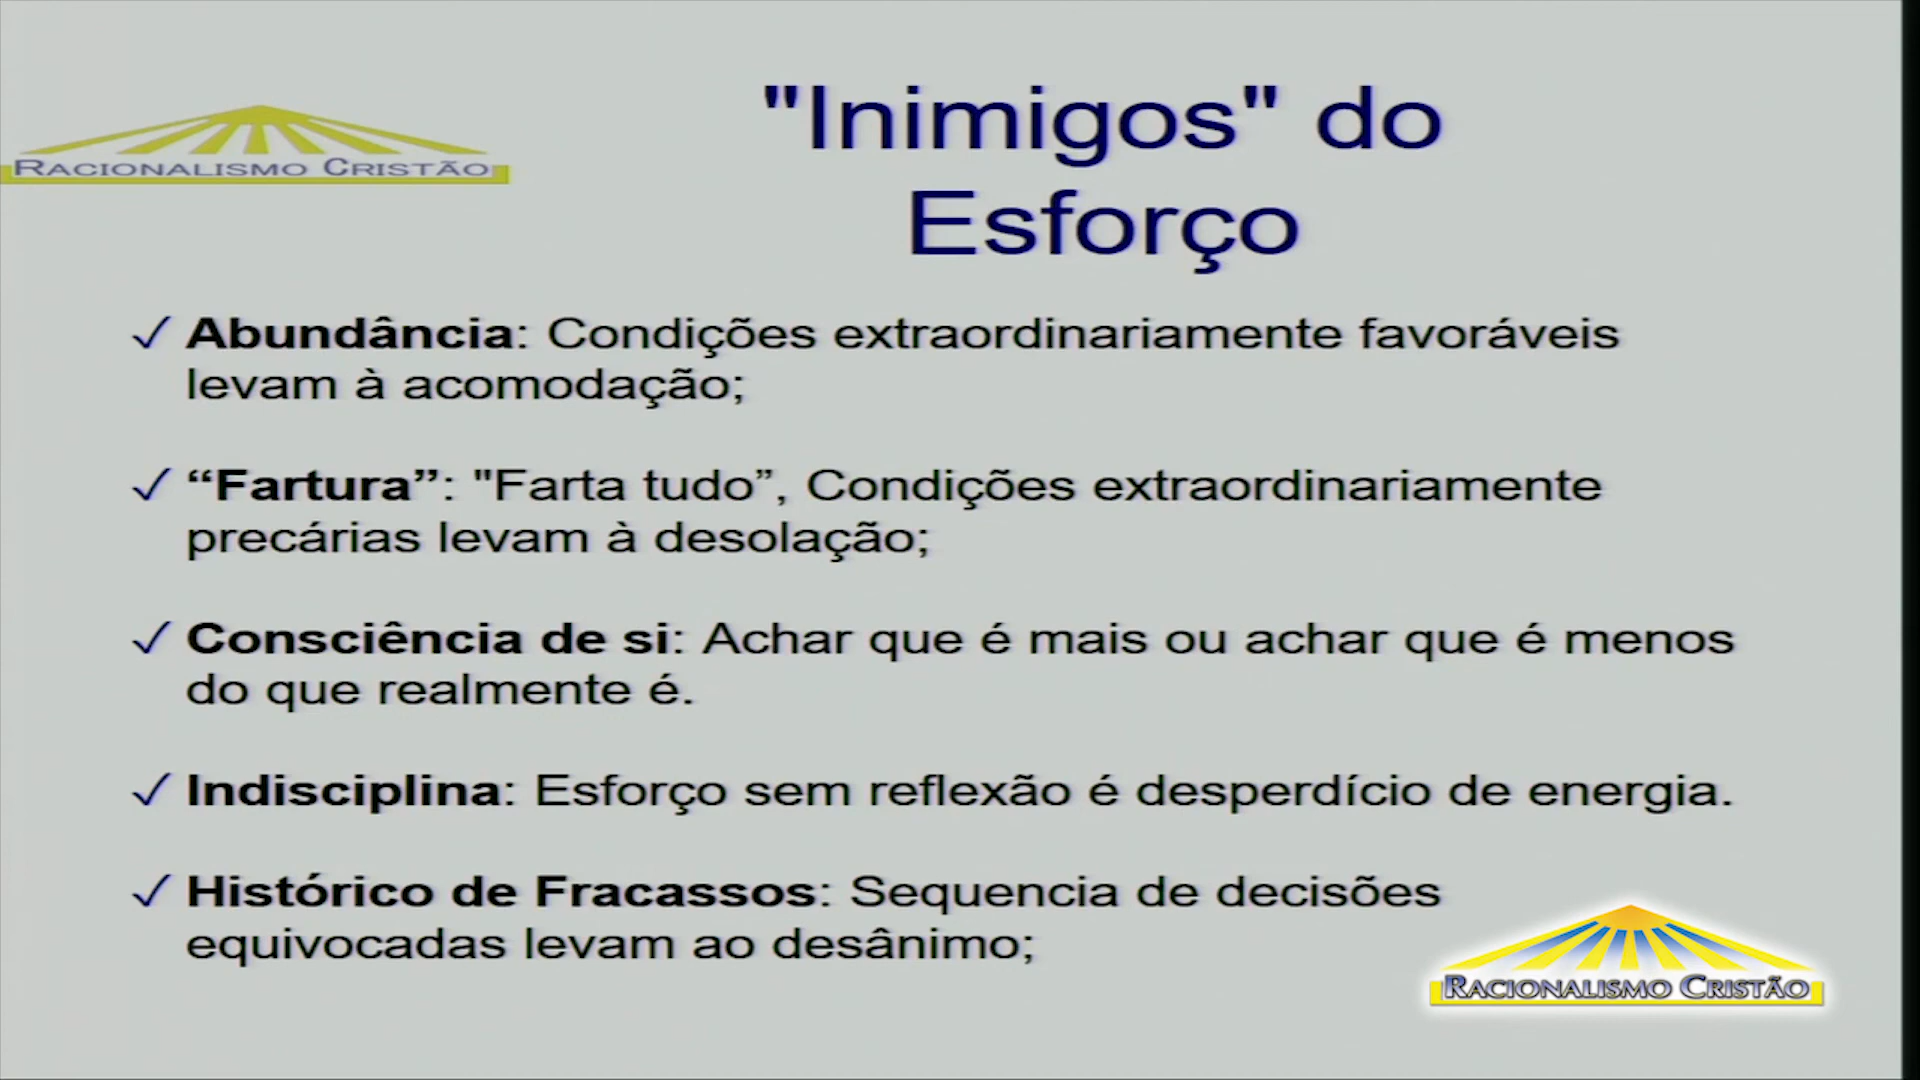 "Inimigos" do
Esforço
RACIONALISMO CRISTÃO
✓ Abundância: Condições extraordinariamente favoráveis
levam à acomodação;
✓ “Fartura”: "Farta tudo”, Condições extraordinariamente
precárias levam à desolação;
✓ Consciência de si: Achar que é mais ou achar que é menos
do que realmente é.
✓ Indisciplina: Esforço sem reflexão é desperdício de energia.
✓ Histórico de Fracassos: Sequencia de decisões
equivocadas levam ao desânimo;
RACIONALISMO CRISTÃO